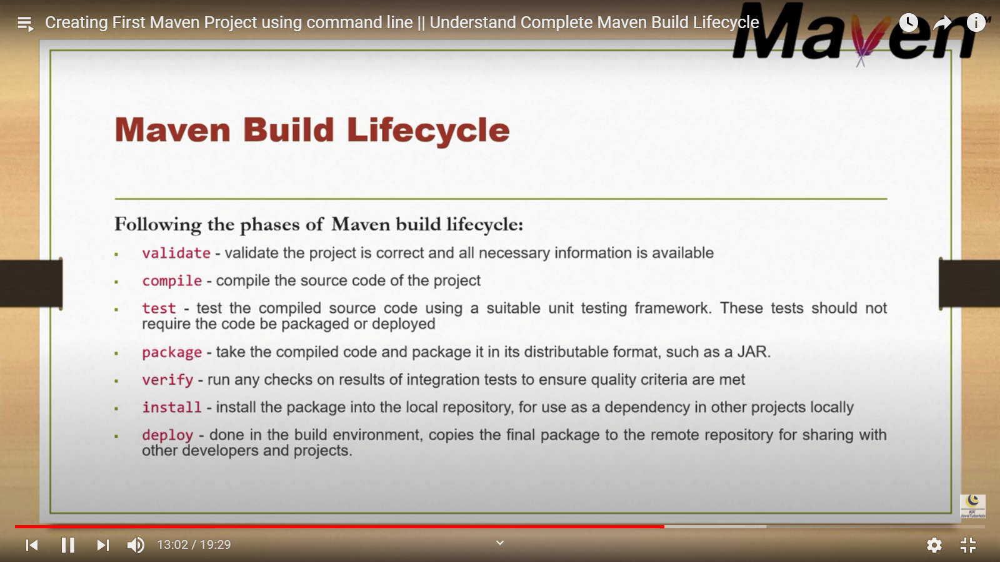 Creating First Maven Project using command line || Understand Complete Maven Build Lifecycle
Maven
Maven Build Lifecycle
Following the phases of Maven build lifecycle:
▪ validate - validate the project is correct and all necessary information is available
▪ compile - compile the source code of the project
▪ test - test the compiled source code using a suitable unit testing framework. These tests should not
require the code be packaged or deployed
▪ package - take the compiled code and package it in its distributable format, such as a JAR.
▪ verify - run any checks on results of integration tests to ensure quality criteria are met
▪ install - install the package into the local repository, for use as a dependency in other projects locally
▪ deploy - done in the build environment, copies the final package to the remote repository for sharing with
other developers and projects.
KK
JavaTutorials
13:02 / 19:29